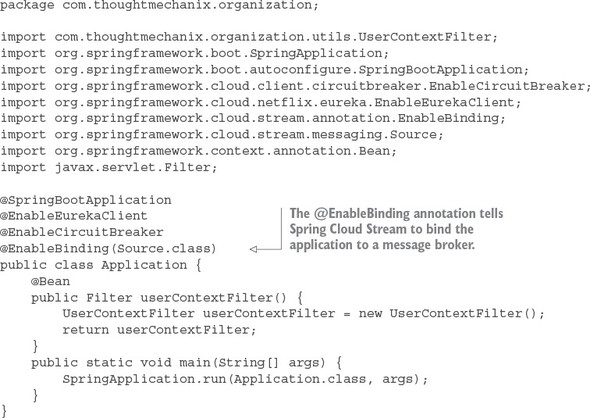 package com.thoughtmechanix.organization;
import com.thoughtmechanix.organization.utils.UserContextFilter;
import org.springframework.boot.SpringApplication;
import org.springframework.boot.autoconfigure.SpringBootApplication;
import org.springframework.cloud.client.circuitbreaker.EnableCircuitBreaker;
import org.springframework.cloud.netflix.eureka.EnableEurekaClient;
import org.springframework.cloud.stream.annotation.EnableBinding;
import org.springframework.cloud.stream.messaging.Source;
import org.springframework.context.annotation.Bean;
import javax.servlet.Filter;
@SpringBootApplication
@EnableEurekaClient
@EnableCircuitBreaker
@EnableBinding(Source.class)
The @EnableBinding annotation tells
Spring Cloud Stream to bind the
application to a message broker.
public class Application {
    @Bean
    public Filter userContextFilter() {
        UserContextFilter userContextFilter = new UserContextFilter();
        return userContextFilter;
    }
    public static void main(String[] args) {
        SpringApplication.run(Application.class, args);
    }
}